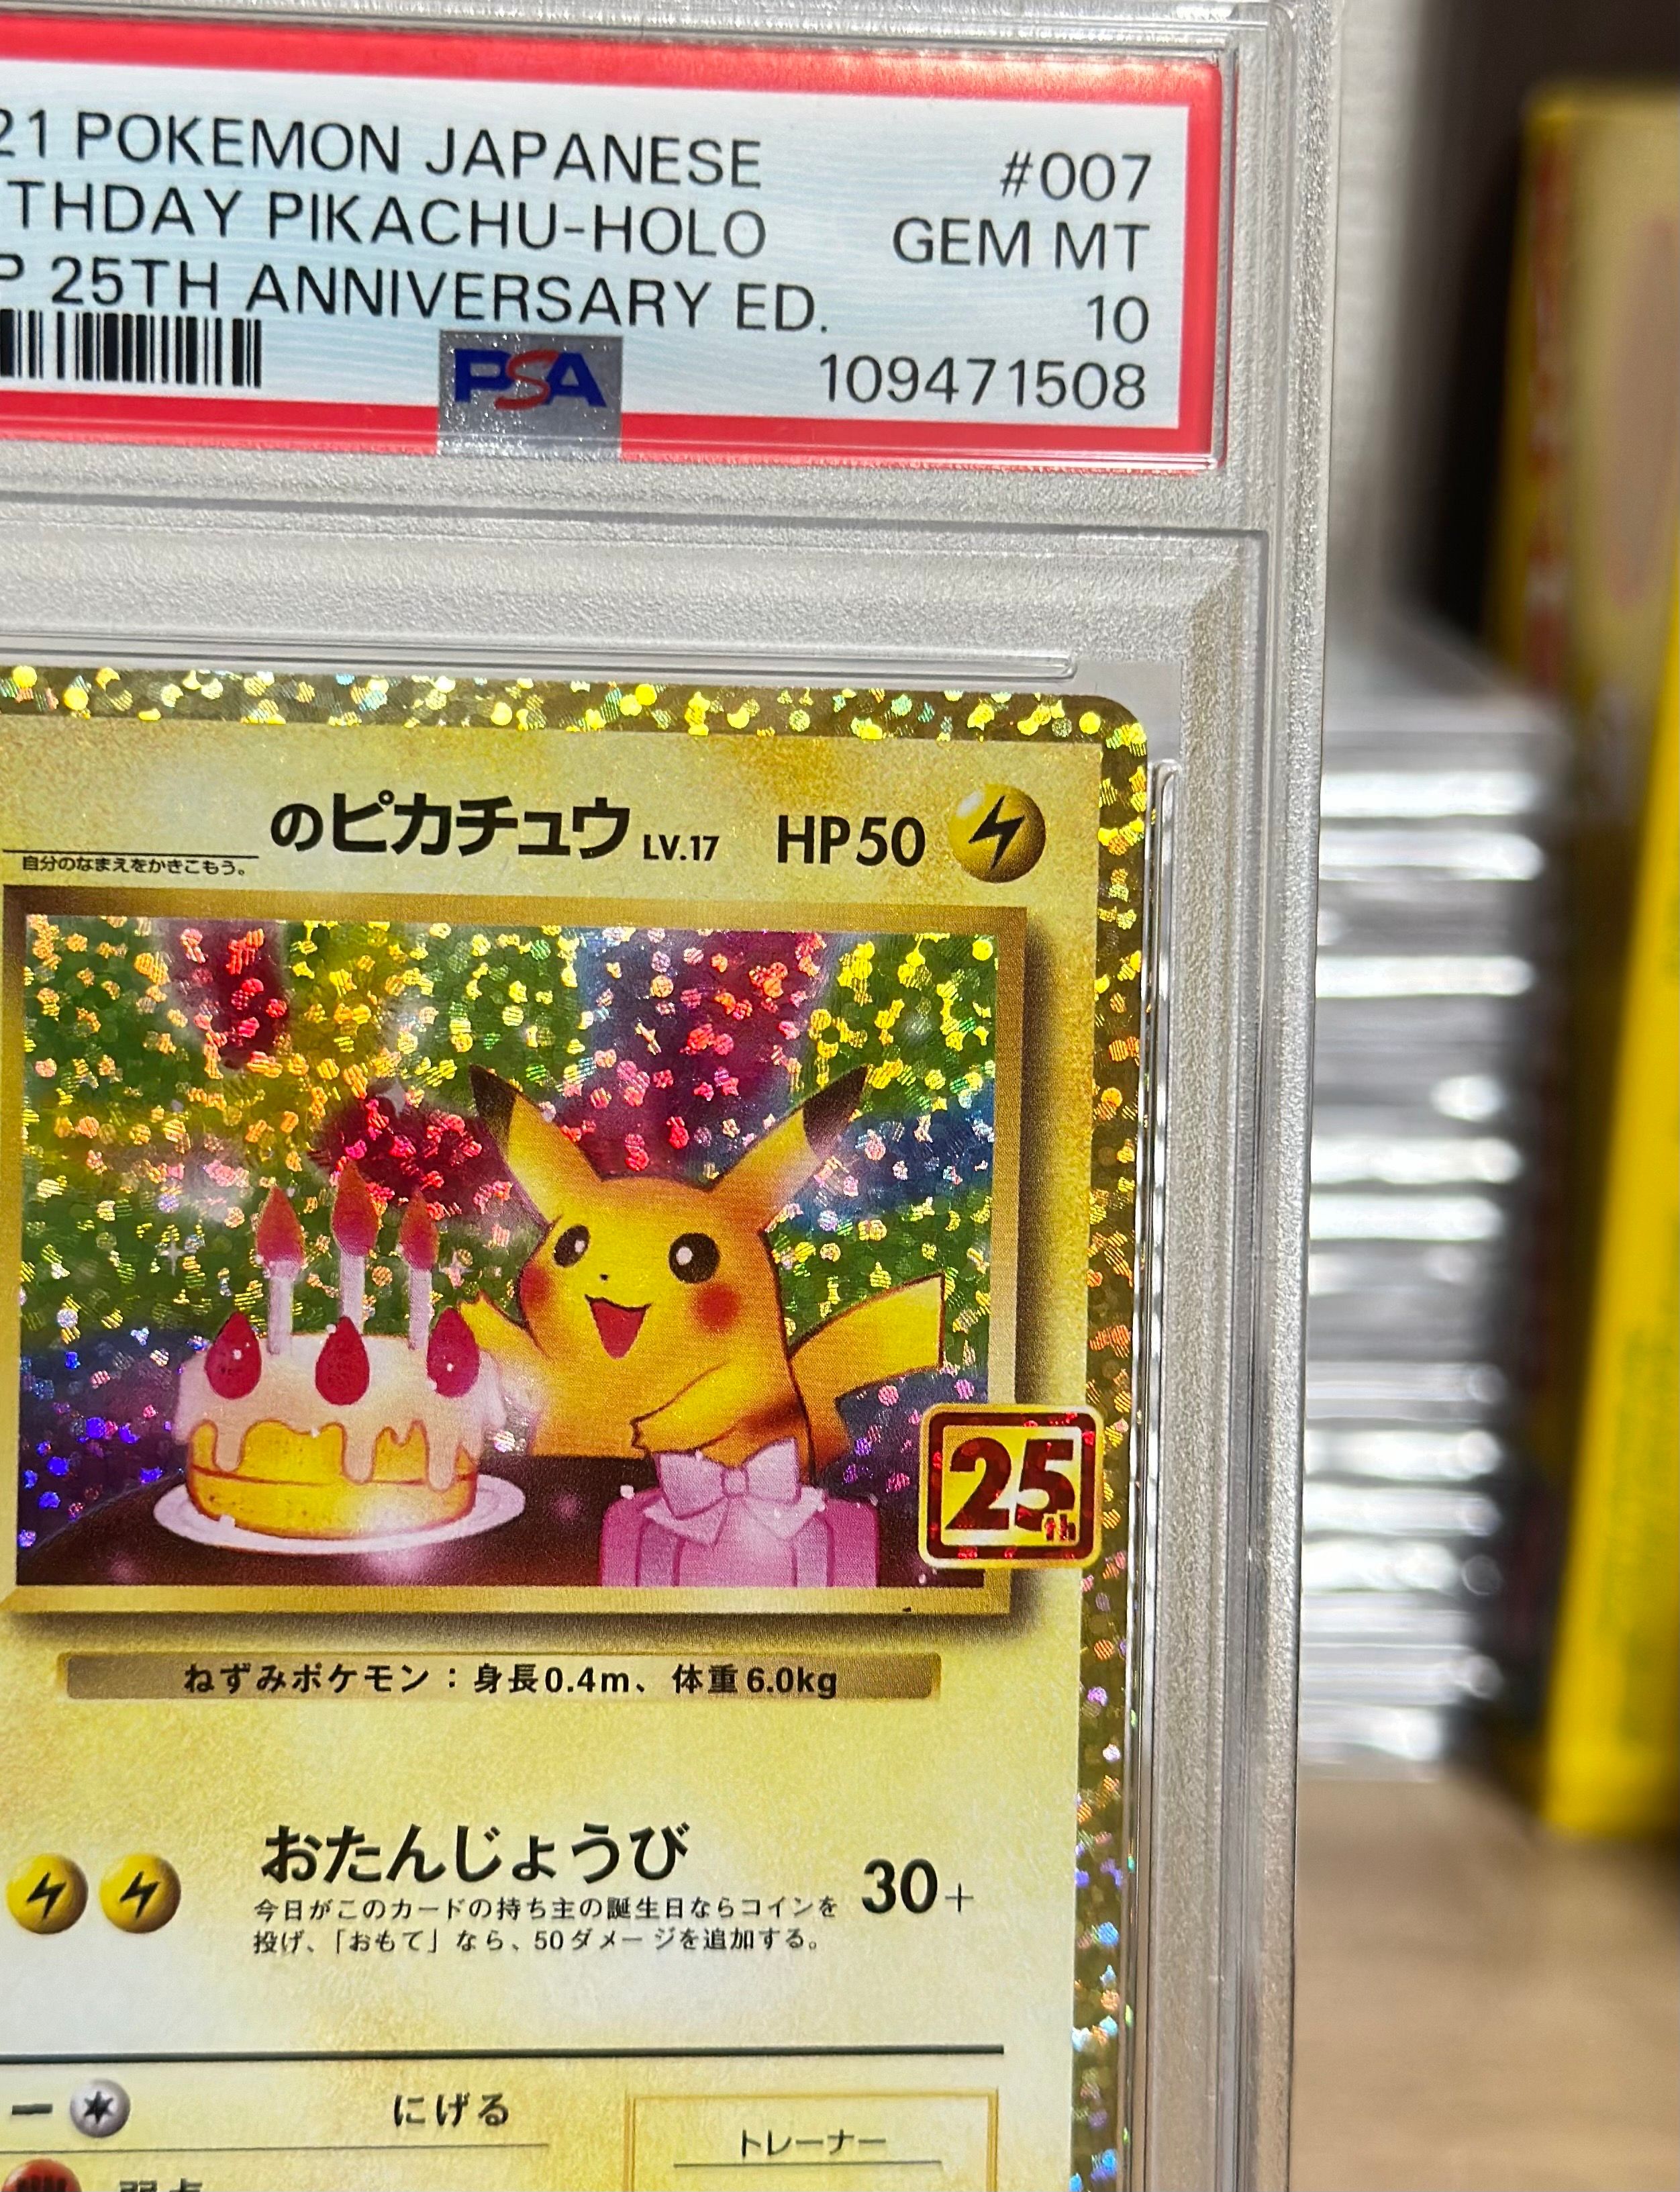 21 POKEMON JAPANESE #007
THDAY PIKACHU-HOLO GEM MT
P 25TH ANNIVERSARY ED. 10
PSA 109471508
のピカチュウ LV.17 HP50
自分のなまえをかきこもう。
25th
ねずみポケモン：身長0.4m、体重6.0kg
おたんじょうび 30+
今日がこのカードの持ち主の誕生日ならコインを
投げ、「おもて」なら、50ダメージを追加する。
ー にげる
トレーナー